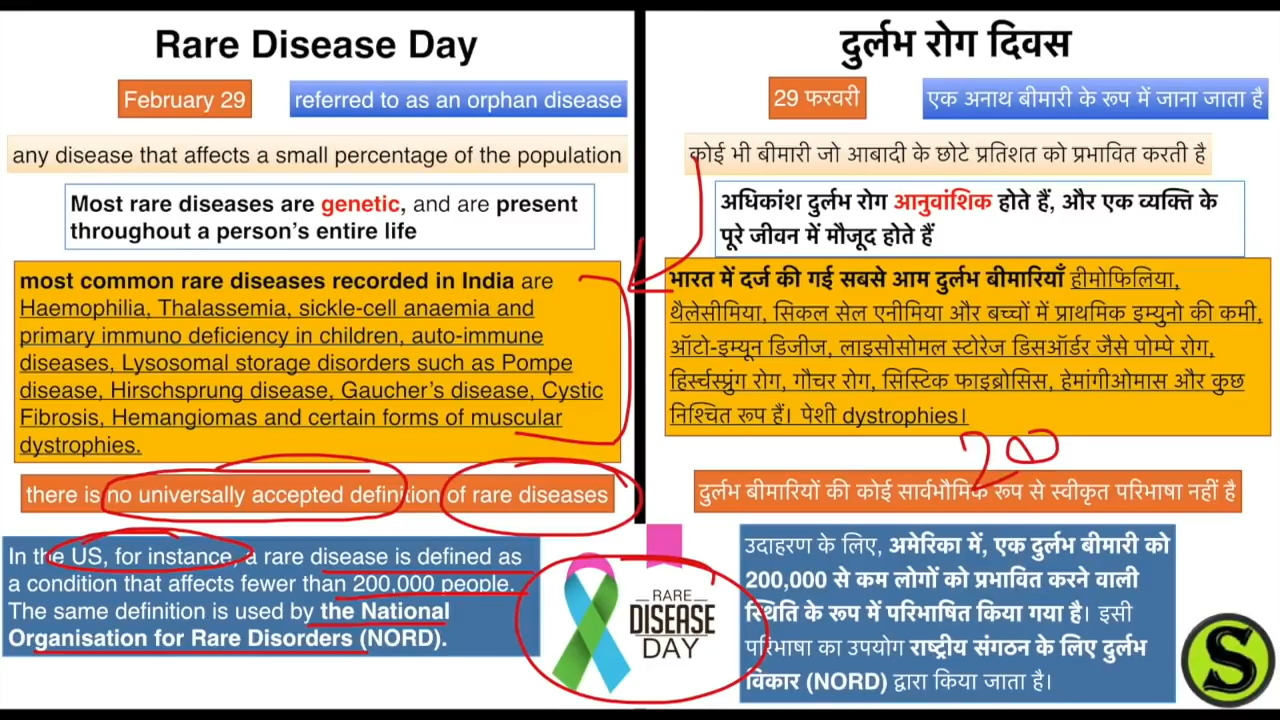 Rare Disease Day
February 29
referred to as an orphan disease
any disease that affects a small percentage of the population
Most rare diseases are genetic, and are present
throughout a person's entire life
most common rare diseases recorded in India are
Haemophilia, Thalassemia, sickle-cell anaemia and
primary immuno deficiency in children, auto-immune
diseases, Lysosomal storage disorders such as Pompe
disease, Hirschsprung disease, Gaucher's disease, Cystic
Fibrosis, Hemangiomas and certain forms of muscular
dystrophies.
there is no universally accepted definition of rare diseases
In the US, for instance, a rare disease is defined as
a condition that affects fewer than 200,000 people.
The same definition is used by the National
Organisation for Rare Disorders (NORD).
RARE
DISEASE
DAY
दुर्लभ रोग दिवस
29 फरवरी
एक अनाथ बीमारी के रूप में जाना जाता है
कोई भी बीमारी जो आबादी के छोटे प्रतिशत को प्रभावित करती है
अधिकांश दुर्लभ रोग आनुवांशिक होते हैं, और एक व्यक्ति के
पूरे जीवन में मौजूद होते हैं
भारत में दर्ज की गई सबसे आम दुर्लभ बीमारियाँ हीमोफिलिया,
थैलेसीमिया, सिकल सेल एनीमिया और बच्चों में प्राथमिक इम्युनो की कमी,
ऑटो-इम्यून डिजीज, लाइसोसोमल स्टोरेज डिसऑर्डर जैसे पोम्पे रोग,
हिर्स्चस्प्रुंग रोग, गौचर रोग, सिस्टिक फाइब्रोसिस, हेमांगीओमास और कुछ
निश्चित रूप हैं। पेशी dystrophies।
200
दुर्लभ बीमारियों की कोई सार्वभौमिक रूप से स्वीकृत परिभाषा नहीं है
उदाहरण के लिए, अमेरिका में, एक दुर्लभ बीमारी को
200,000 से कम लोगों को प्रभावित करने वाली
स्थिति के रूप में परिभाषित किया गया है। इसी
परिभाषा का उपयोग राष्ट्रीय संगठन के लिए दुर्लभ
विकार (NORD) द्वारा किया जाता है।
S